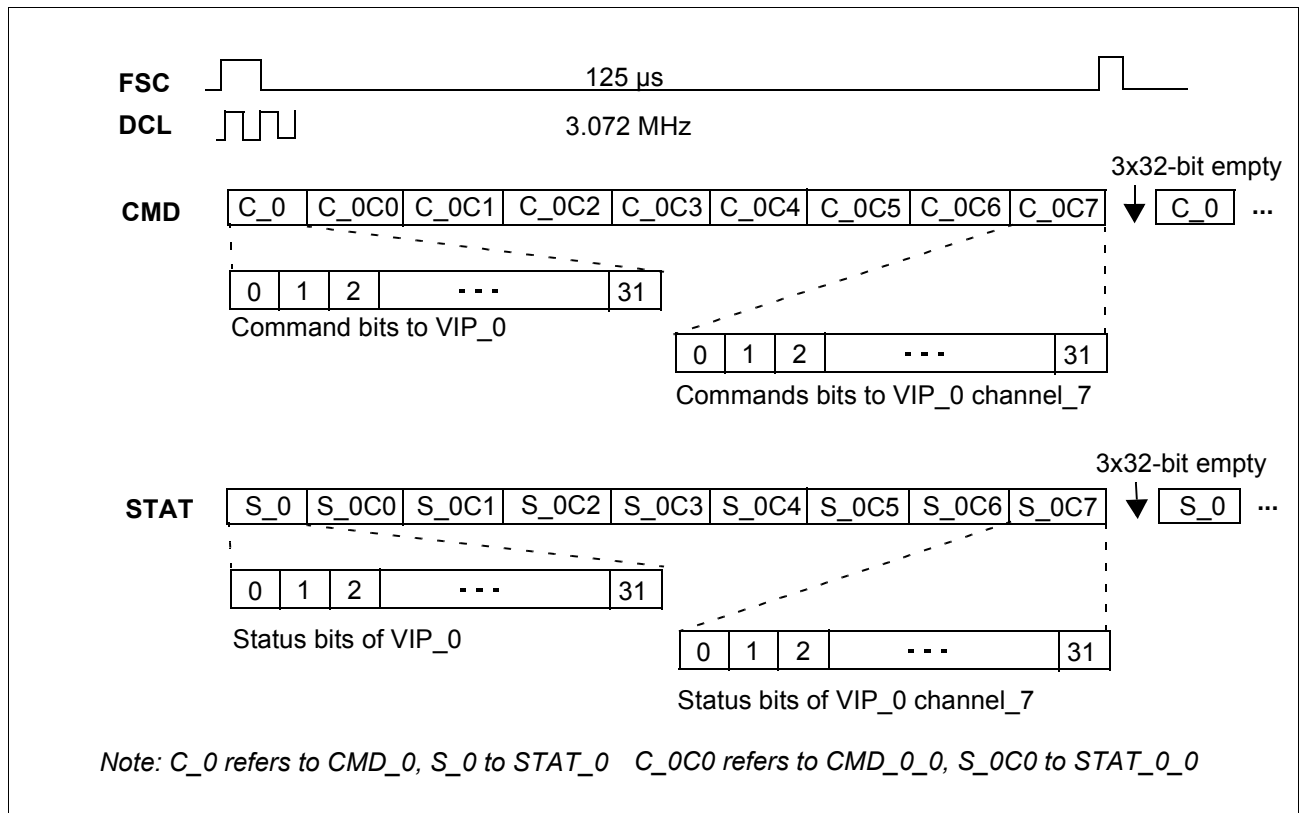 FSC 125 µs
DCL 3.072 MHz
3x32-bit empty
CMD C_0 C_0C0 C_0C1 C_0C2 C_0C3 C_0C4 C_0C5 C_0C6 C_0C7 C_0 ...
0 1 2 - - - 31
Command bits to VIP_0
0 1 2 - - - 31
Commands bits to VIP_0 channel_7
3x32-bit empty
STAT S_0 S_0C0 S_0C1 S_0C2 S_0C3 S_0C4 S_0C5 S_0C6 S_0C7 S_0 ...
0 1 2 - - - 31
Status bits of VIP_0
0 1 2 - - - 31
Status bits of VIP_0 channel_7
Note: C_0 refers to CMD_0, S_0 to STAT_0 C_0C0 refers to CMD_0_0, S_0C0 to STAT_0_0